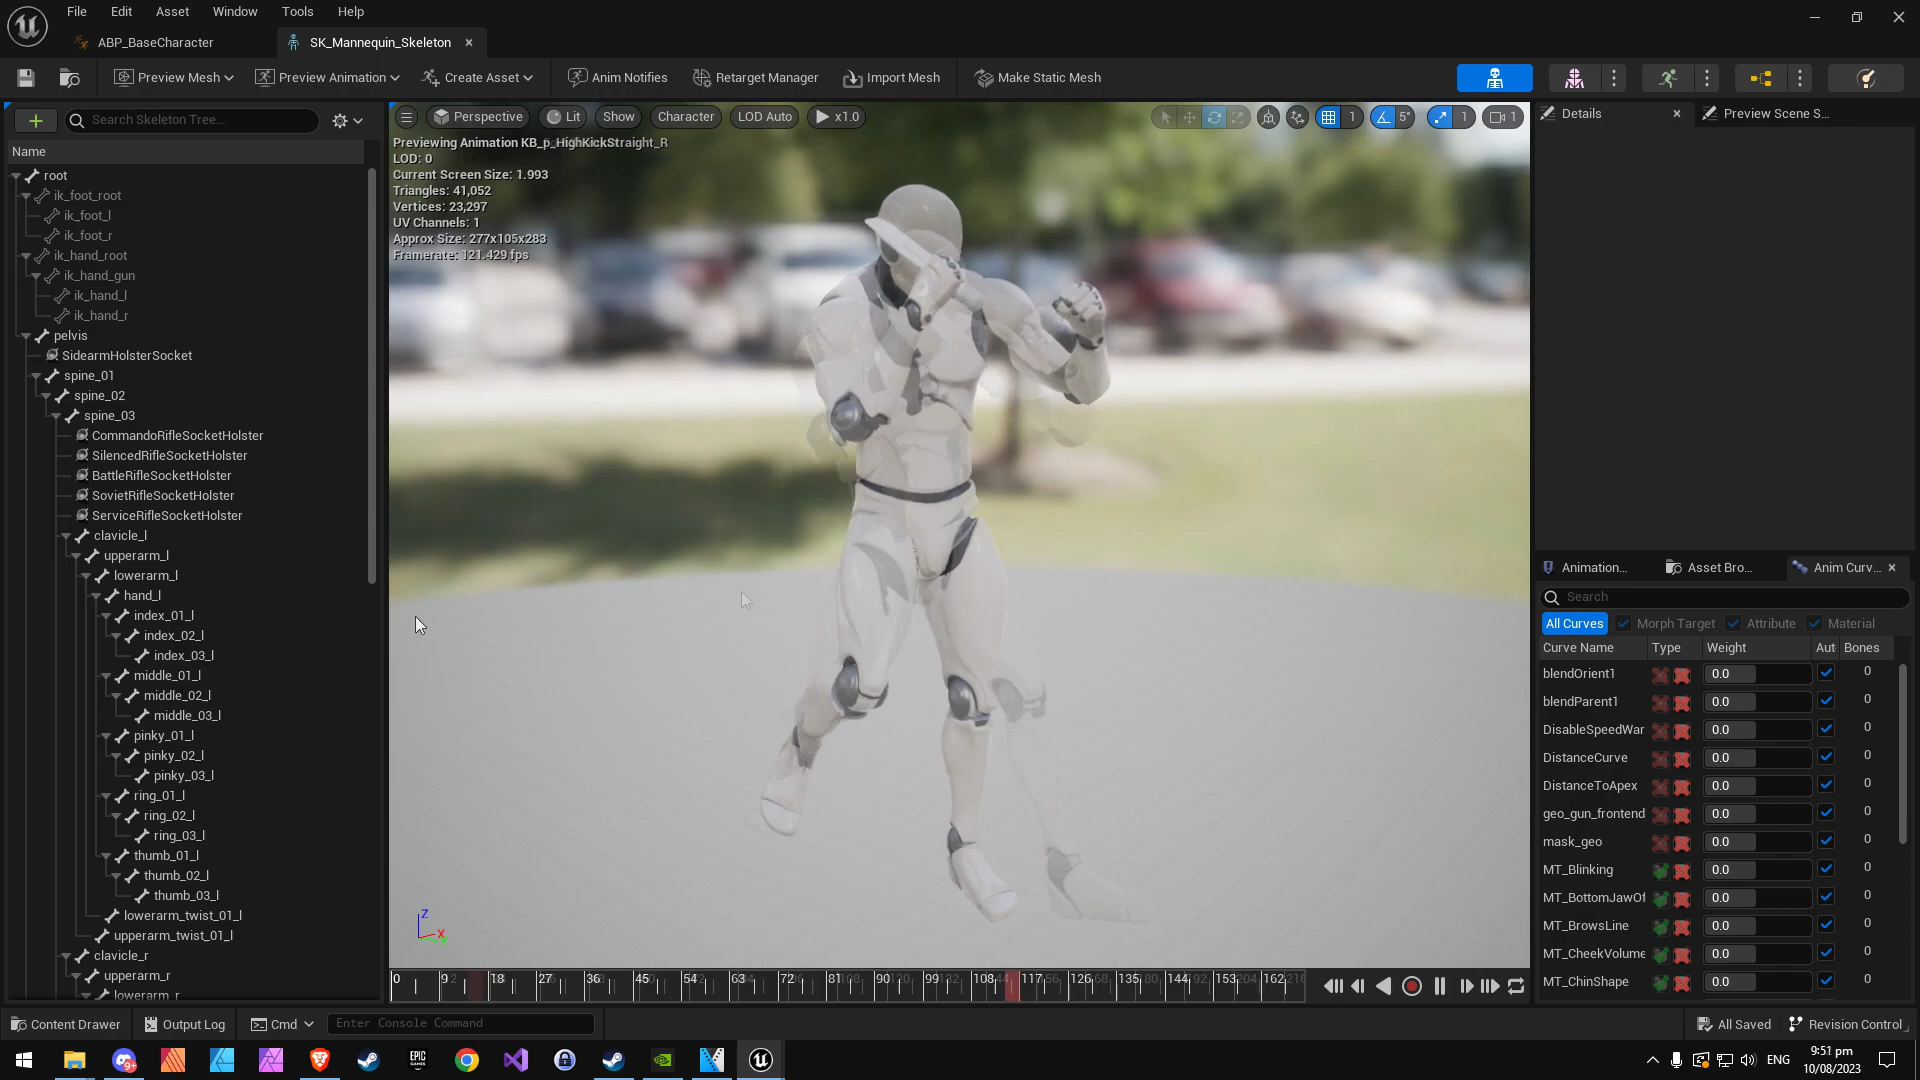 File Edit Asset Window Tools Help
ABP_BaseCharacter SK_Mannequin_Skeleton
Preview Mesh Preview Animation Create Asset Anim Notifies Retarget Manager Import Mesh Make Static Mesh
Search Skeleton Tree...
Name
root
ik_foot_root
ik_foot_l
ik_foot_r
ik_hand_root
ik_hand_gun
ik_hand_l
ik_hand_r
pelvis
SidearmHolsterSocket
spine_01
spine_02
spine_03
CommandoRifleSocketHolster
SilencedRifleSocketHolster
BattleRifleSocketHolster
SovietRifleSocketHolster
ServiceRifleSocketHolster
clavicle_l
upperarm_l
lowerarm_l
hand_l
index_01_l
index_02_l
index_03_l
middle_01_l
middle_02_l
middle_03_l
pinky_01_l
pinky_02_l
pinky_03_l
ring_01_l
ring_02_l
ring_03_l
thumb_01_l
thumb_02_l
thumb_03_l
lowerarm_twist_01_l
upperarm_twist_01_l
clavicle_r
upperarm_r
lowerarm_r
Perspective Lit Show Character LOD Auto x1.0 1 5° 1 1
Previewing Animation KB_p_HighKickStraight_R
LOD: 0
Current Screen Size: 1.993
Triangles: 41,052
Vertices: 23,297
UV Channels: 1
Approx Size: 277x105x283
Framerate: 121.429 fps
Z
X
0 9 18 27 36 45 54 63 72 81 90 99 108 117 126 135 144 153 162
Details Preview Scene S...
Animation... Asset Bro... Anim Curv...
Search
All Curves Morph Target Attribute Material
Curve Name Type Weight Aut Bones
blendOrient1 0.0 0
blendParent1 0.0 0
DisableSpeedWar 0.0 0
DistanceCurve 0.0 0
DistanceToApex 0.0 0
geo_gun_frontend 0.0 0
mask_geo 0.0 0
MT_Blinking 0.0 0
MT_BottomJawOf 0.0 0
MT_BrowsLine 0.0 0
MT_CheekVolume 0.0 0
MT_ChinShape 0.0 0
Content Drawer Output Log Cmd Enter Console Command All Saved Revision Control
9+ EPIC GAMES ENG 9:51 pm
10/08/2023